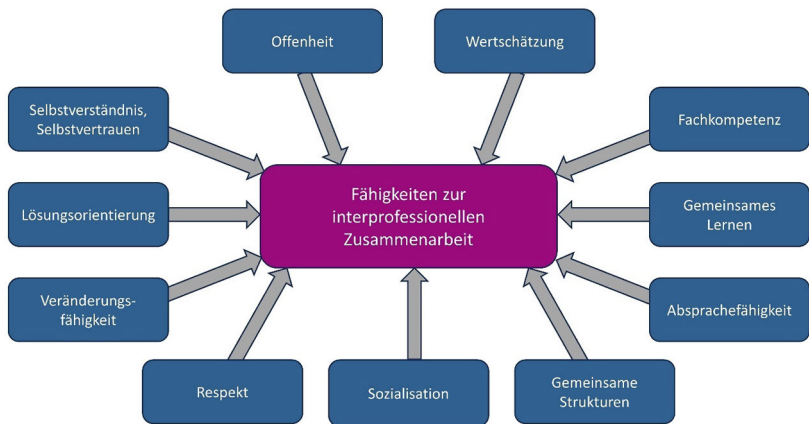 Offenheit
Wertschätzung
Selbstverständnis,
Selbstvertrauen
Fachkompetenz
Fähigkeiten zur
interprofessionellen
Zusammenarbeit
Lösungsorientierung
Gemeinsames
Lernen
Veränderungs-
fähigkeit
Absprachefähigkeit
Respekt
Sozialisation
Gemeinsame
Strukturen